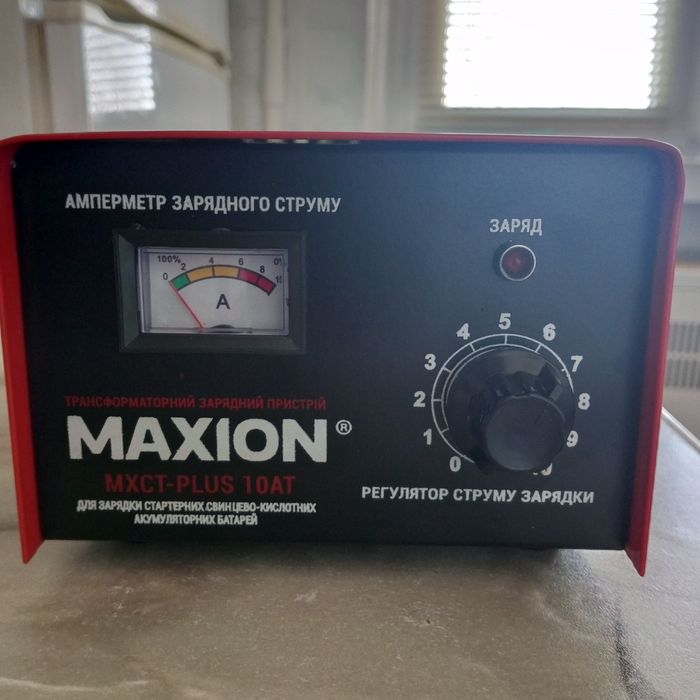 АМПЕРМЕТР ЗАРЯДНОГО СТРУМУ
ЗАРЯД
100% 0%
0 2 4 6 8 10
A
0 1 2 3 4 5 6 7 8 9 10
ТРАНСФОРМАТОРНИЙ ЗАРЯДНИЙ ПРИСТРІЙ
MAXION®
MXCT-PLUS 10AT
ДЛЯ ЗАРЯДКИ СТАРТЕРНИХ СВИНЦЕВО-КИСЛОТНИХ
АКУМУЛЯТОРНИХ БАТАРЕЙ
РЕГУЛЯТОР СТРУМУ ЗАРЯДКИ